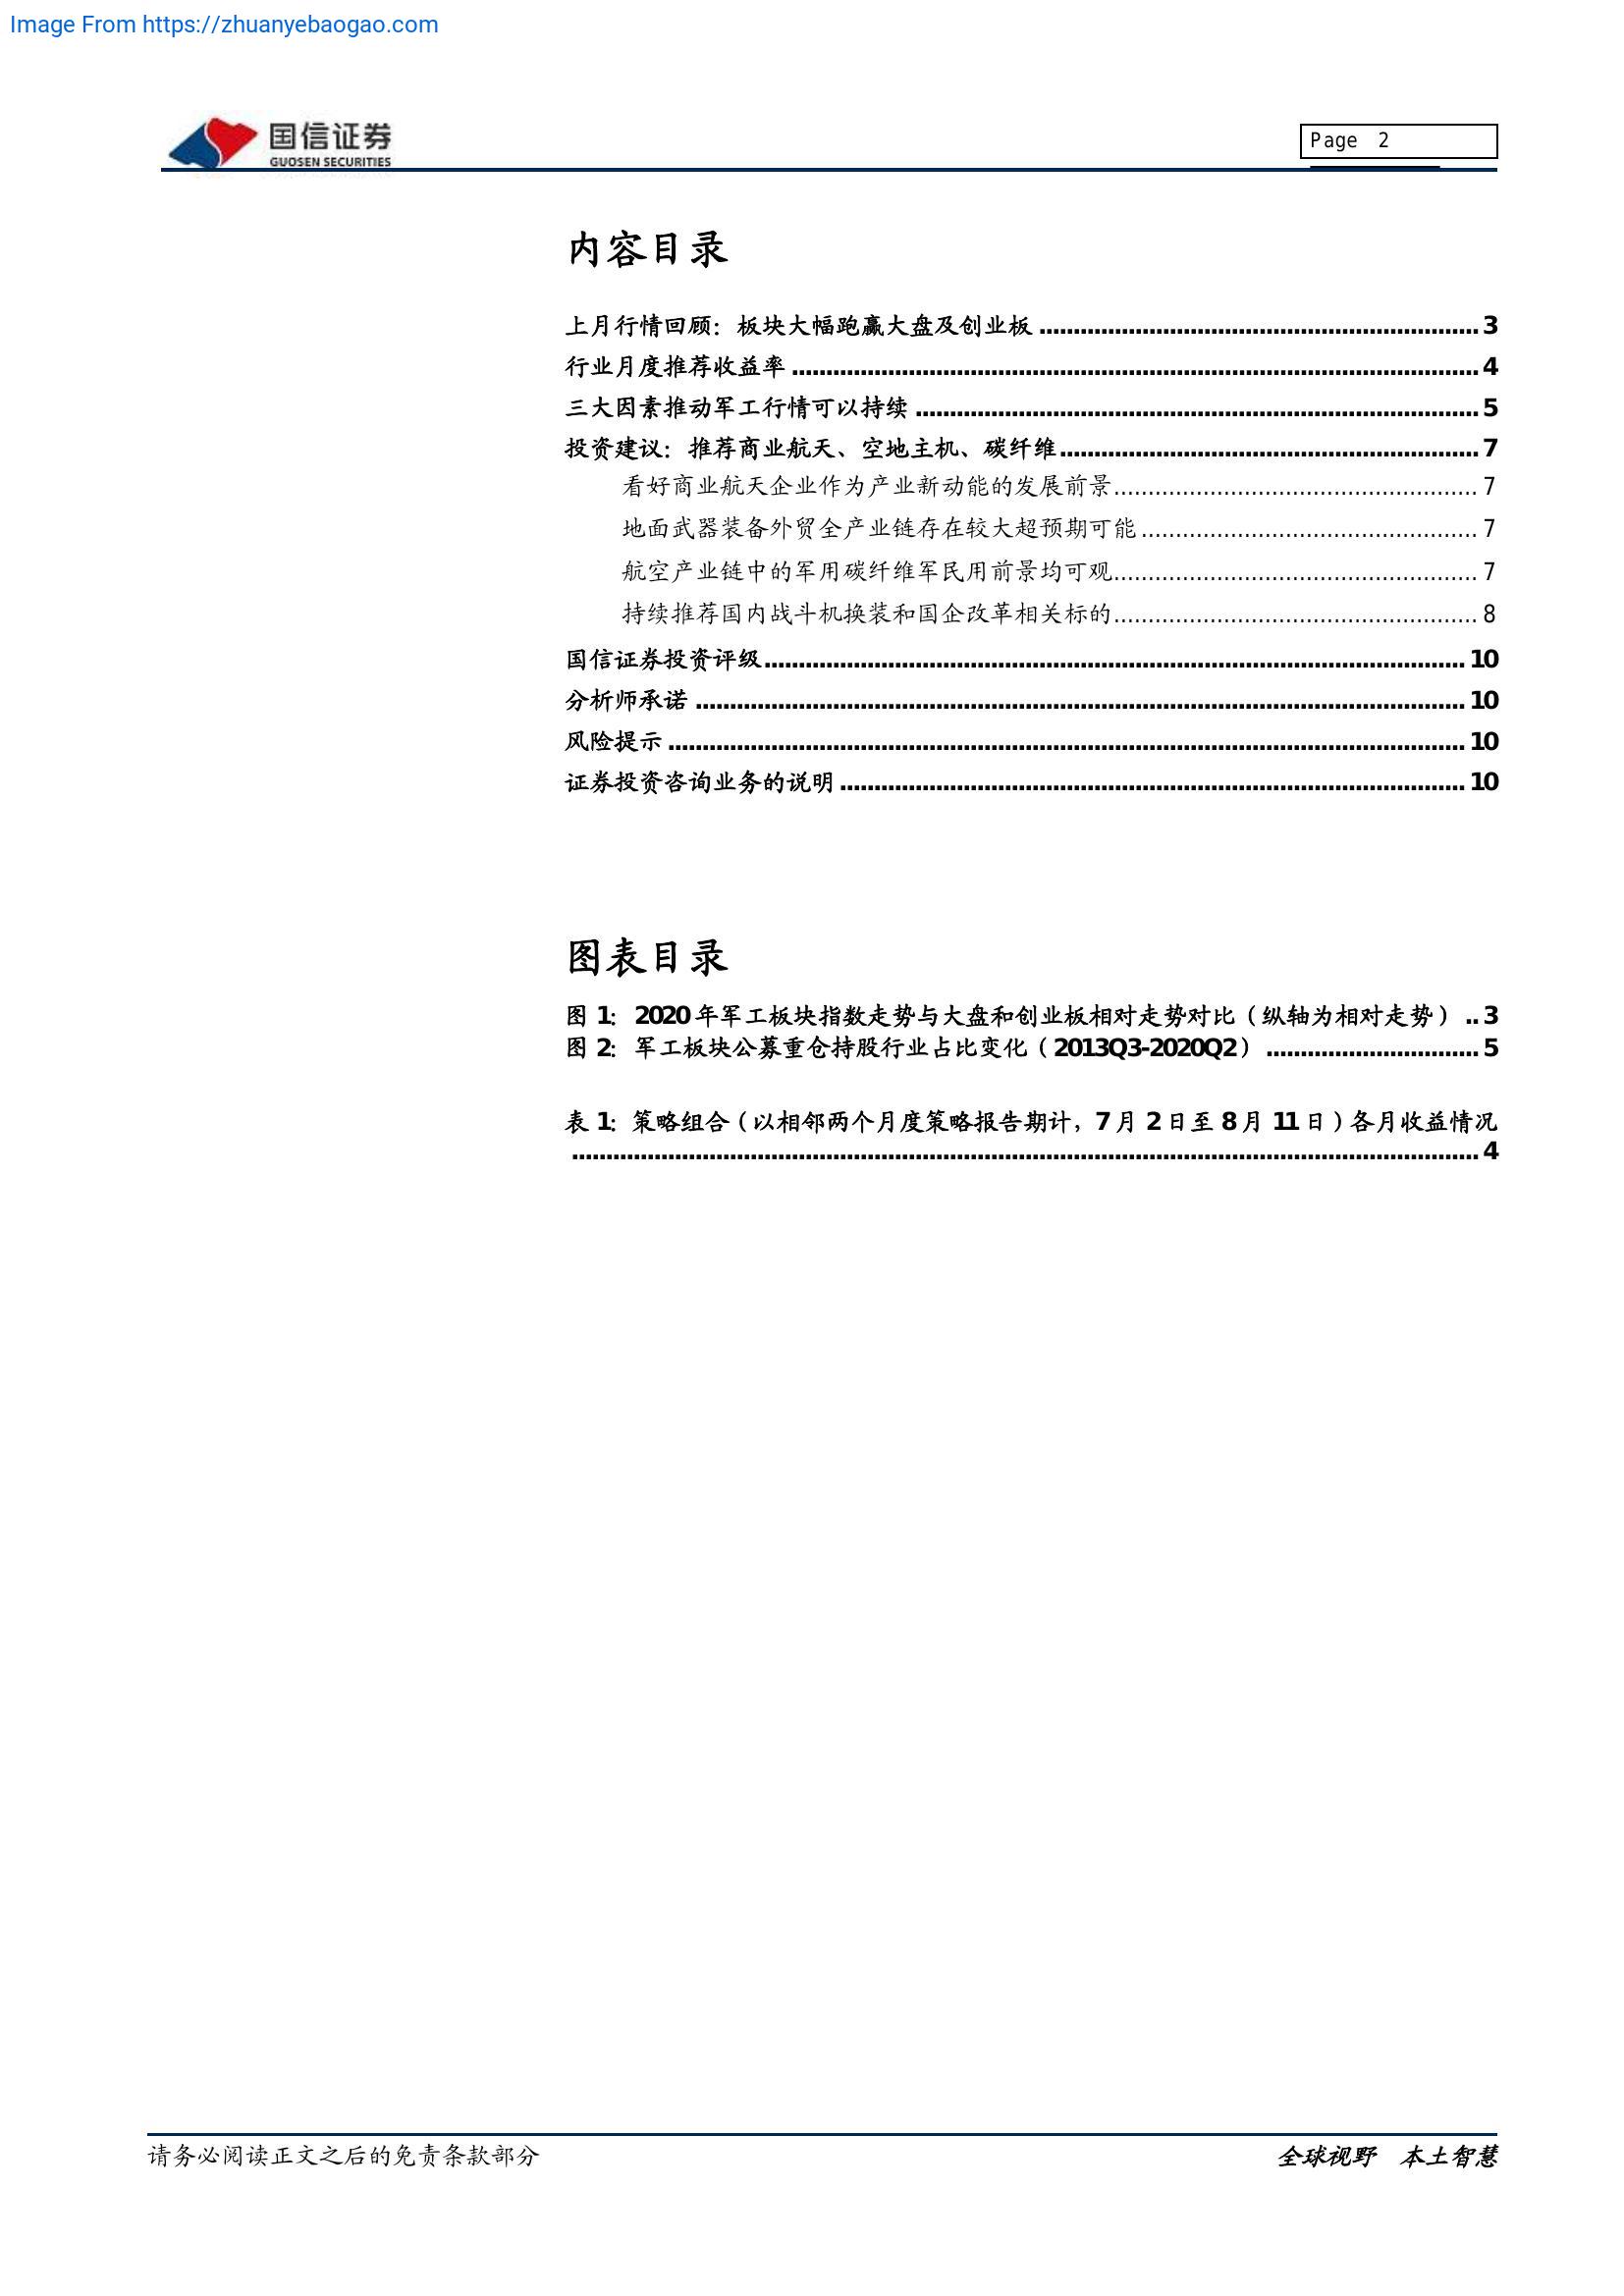 Image From https://zhuanyebaogao.com
国信证券
GUOSEN SECURITIES
Page 2
内容目录
上月行情回顾：板块大幅跑赢大盘及创业板 ................................................................ 3
行业月度推荐收益率 .................................................................................................... 4
三大因素推动军工行情可以持续 .................................................................................. 5
投资建议：推荐商业航天、空地主机、碳纤维 ............................................................. 7
看好商业航天企业作为产业新动能的发展前景 ..................................................... 7
地面武器装备外贸全产业链存在较大超预期可能 ................................................. 7
航空产业链中的军用碳纤维军民用前景均可观 ..................................................... 7
持续推荐国内战斗机换装和国企改革相关标的 ..................................................... 8
国信证券投资评级 ...................................................................................................... 10
分析师承诺 ................................................................................................................ 10
风险提示 .................................................................................................................... 10
证券投资咨询业务的说明 ........................................................................................... 10
图表目录
图 1：2020 年军工板块指数走势与大盘和创业板相对走势对比（纵轴为相对走势） .. 3
图 2：军工板块公募重仓持股行业占比变化（2013Q3-2020Q2） ............................... 5
表 1：策略组合（以相邻两个月度策略报告期计，7 月 2 日至 8 月 11 日）各月收益情况
.................................................................................................................................... 4
请务必阅读正文之后的免责条款部分
全球视野 本土智慧